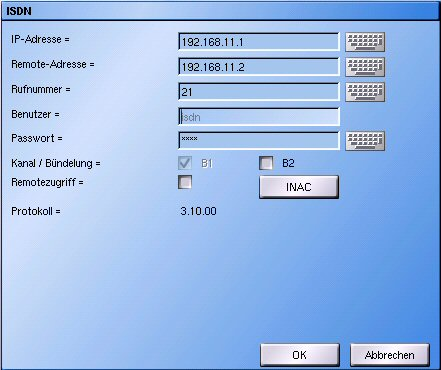 ISDN
IP-Adresse = 192.168.11.1
Remote-Adresse = 192.168.11.2
Rufnummer = 21
Benutzer = isdn
Passwort = ****
Kanal / Bündelung = B1 B2
Remotezugriff = INAC
Protokoll = 3.10.00
OK Abbrechen